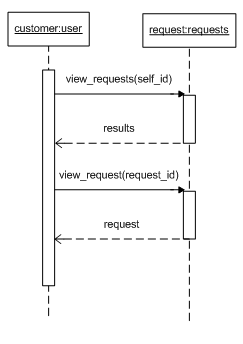 customer:user
request:requests
view_requests(self_id)
results
view_request(request_id)
request